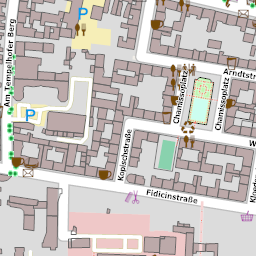 P
Am Tempelhofer Berg
Arndtstr
Chamissoplatz
Chamissoplatz
P
Kopischstraße
W
Fidicinstraße